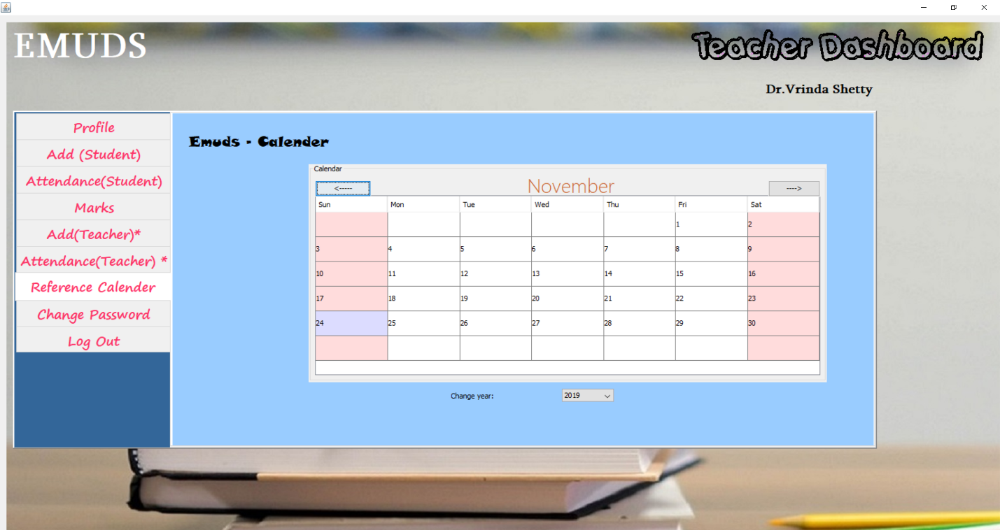 EMUDS
Teacher Dashboard
Dr.Vrinda Shetty
Profile
Add (Student)
Attendance(Student)
Marks
Add(Teacher)*
Attendance(Teacher) *
Reference Calender
Change Password
Log Out
Emuds - Calender
Calendar
<----- November ---->
Sun Mon Tue Wed Thu Fri Sat
1 2
3 4 5 6 7 8 9
10 11 12 13 14 15 16
17 18 19 20 21 22 23
24 25 26 27 28 29 30
Change year: 2019